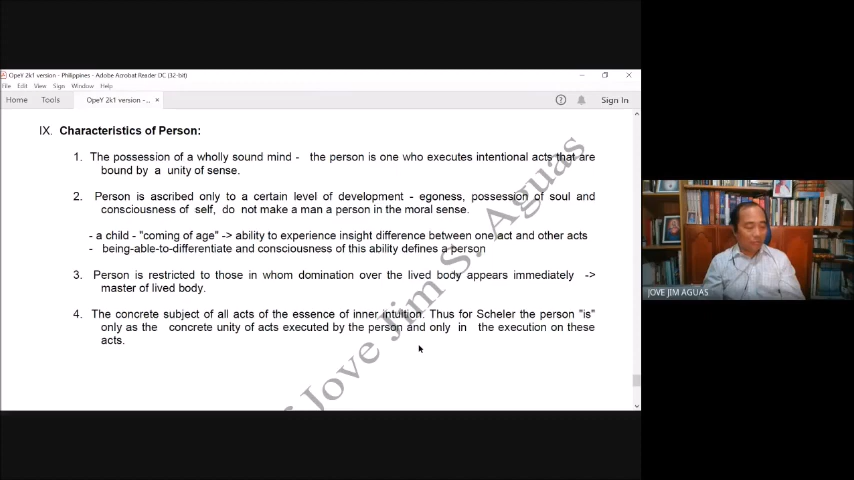 OpeY 2k1 version - Philippines - Adobe Acrobat Reader DC (32-bit)
File Edit View Sign Window Help
Home Tools OpeY 2k1 version -... × Sign In
IX. Characteristics of Person:
1. The possession of a wholly sound mind - the person is one who executes intentional acts that are
bound by a unity of sense.
2. Person is ascribed only to a certain level of development - egoness, possession of soul and
consciousness of self, do not make a man a person in the moral sense.
- a child - "coming of age" -> ability to experience insight difference between one act and other acts
- being-able-to-differentiate and consciousness of this ability defines a person
3. Person is restricted to those in whom domination over the lived body appears immediately ->
master of lived body.
4. The concrete subject of all acts of the essence of inner intuition. Thus for Scheler the person "is"
only as the concrete unity of acts executed by the person and only in the execution on these
acts.
Jove Jim S. Aguas
JOVE JIM AGUAS